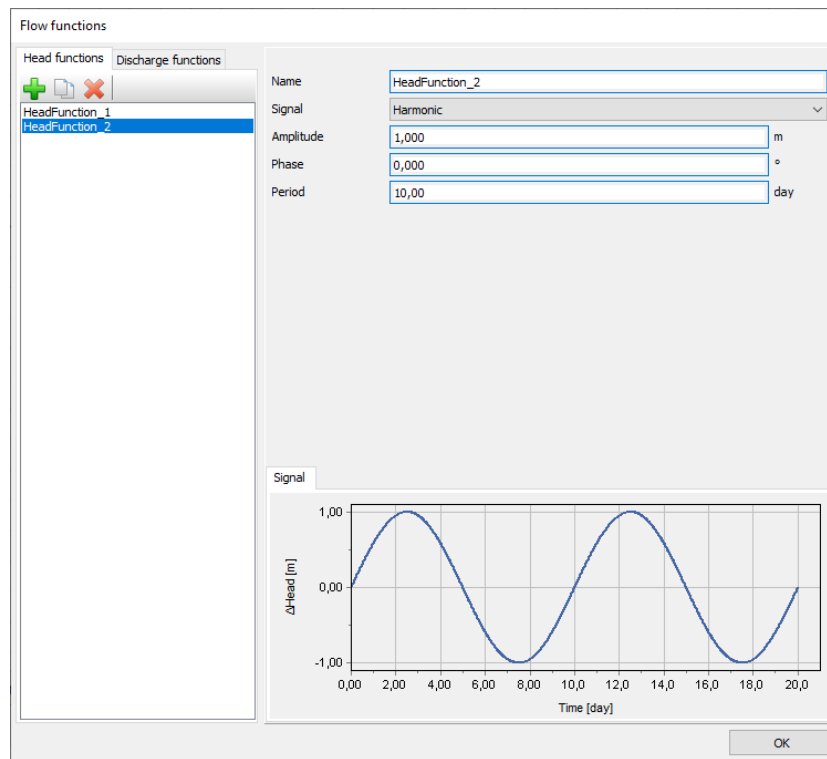 Flow functions
Head functions Discharge functions
HeadFunction_1
HeadFunction_2
Name HeadFunction_2
Signal Harmonic
Amplitude 1,000 m
Phase 0,000 °
Period 10,00 day
Signal
1,00
0,00
-1,00
ΔHead [m]
0,00 2,00 4,00 6,00 8,00 10,0 12,0 14,0 16,0 18,0 20,0
Time [day]
OK